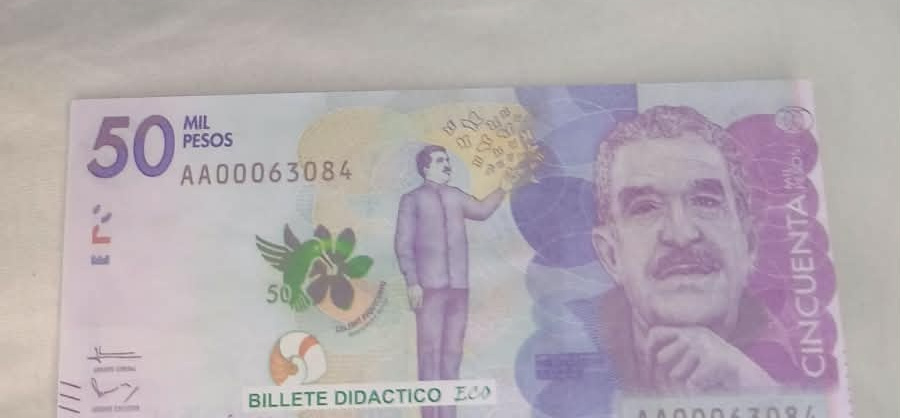 50 MIL
PESOS
AA00063084
50
BILLETE DIDACTICO Eco
CINCUENTA
AA00063084